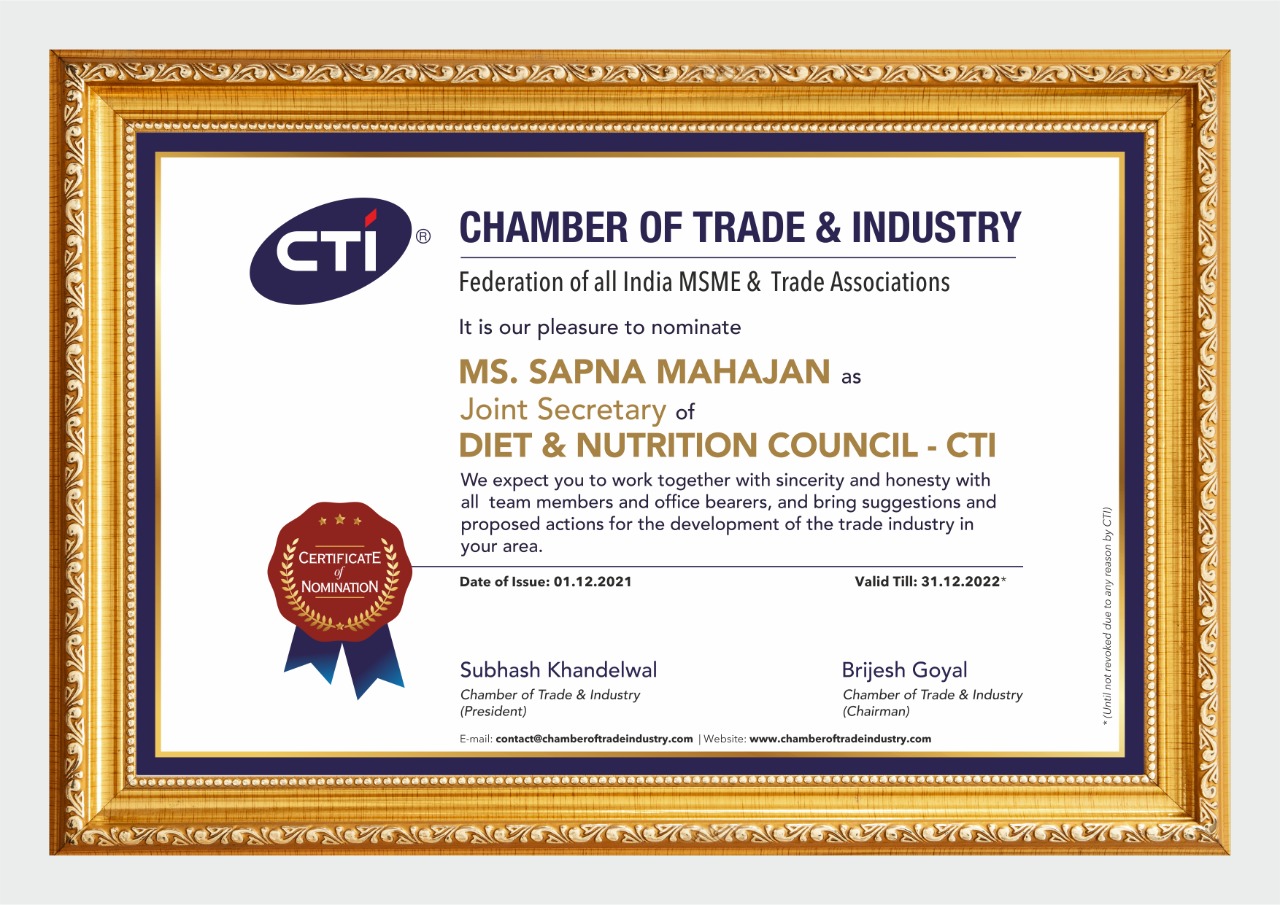 CTI ®
CHAMBER OF TRADE & INDUSTRY
Federation of all India MSME & Trade Associations
It is our pleasure to nominate
MS. SAPNA MAHAJAN as
Joint Secretary of
DIET & NUTRITION COUNCIL - CTI
We expect you to work together with sincerity and honesty with
all team members and office bearers, and bring suggestions and
proposed actions for the development of the trade industry in
your area.
CERTIFICATE
of
NOMINATION
Date of Issue: 01.12.2021 Valid Till: 31.12.2022*
Subhash Khandelwal
Chamber of Trade & Industry
(President)
Brijesh Goyal
Chamber of Trade & Industry
(Chairman)
E-mail: contact@chamberoftradeindustry.com | Website: www.chamberoftradeindustry.com
* (Until not revoked due to any reason by CTI)